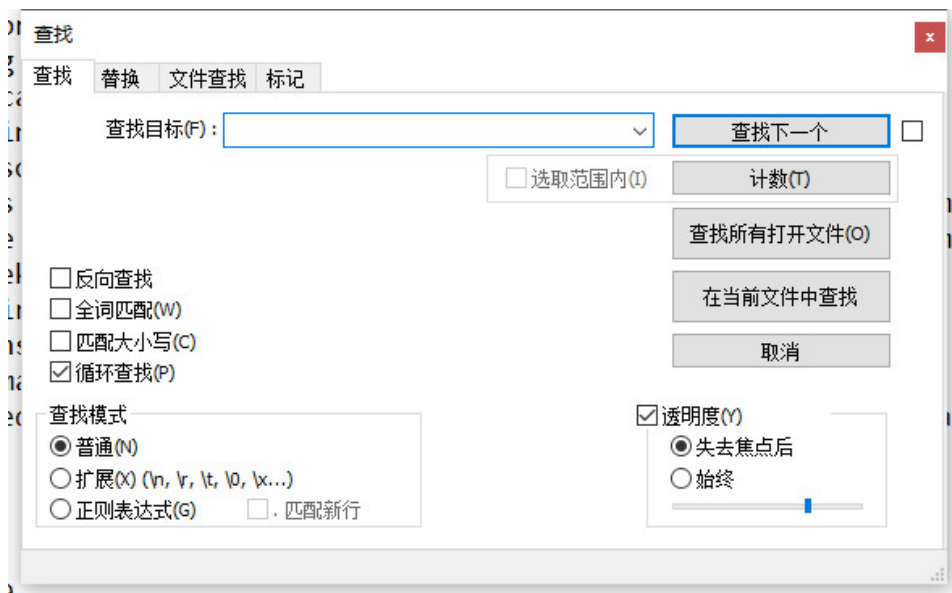 查找
查找 替换 文件查找 标记
查找目标(F) : 查找下一个
选取范围内(I) 计数(T)
查找所有打开文件(O)
反向查找
在当前文件中查找
全词匹配(W)
匹配大小写(C)
取消
循环查找(P)
查找模式 透明度(Y)
普通(N) 失去焦点后
扩展(X) (\n, \r, \t, \0, \x...) 始终
正则表达式(G) . 匹配新行